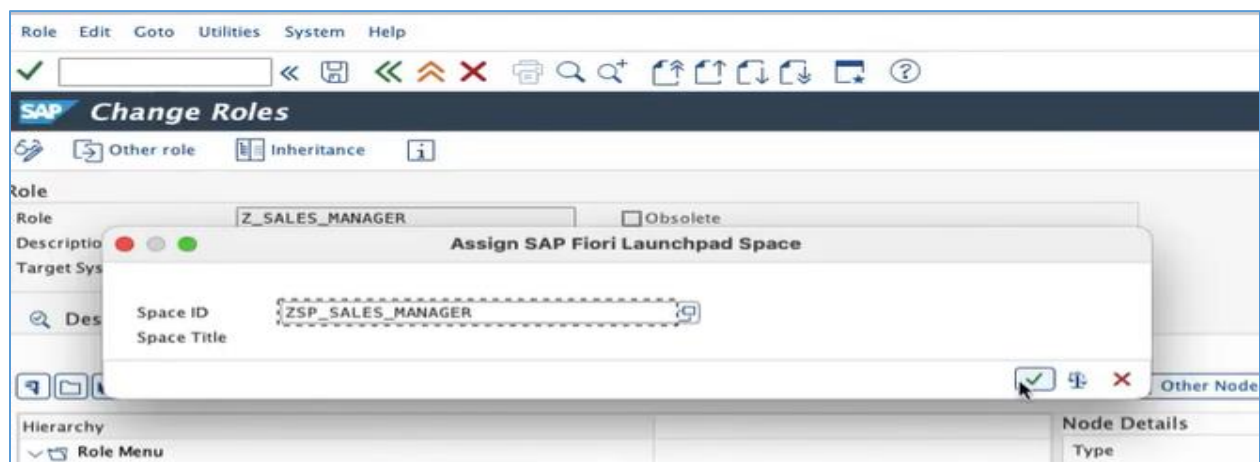 Role Edit Goto Utilities System Help
SAP Change Roles
Other role Inheritance
Role
Role Z_SALES_MANAGER Obsolete
Descriptio Assign SAP Fiori Launchpad Space
Target Sys
Space ID ZSP_SALES_MANAGER
Des
Space Title
Other Node
Hierarchy Node Details
Role Menu Type